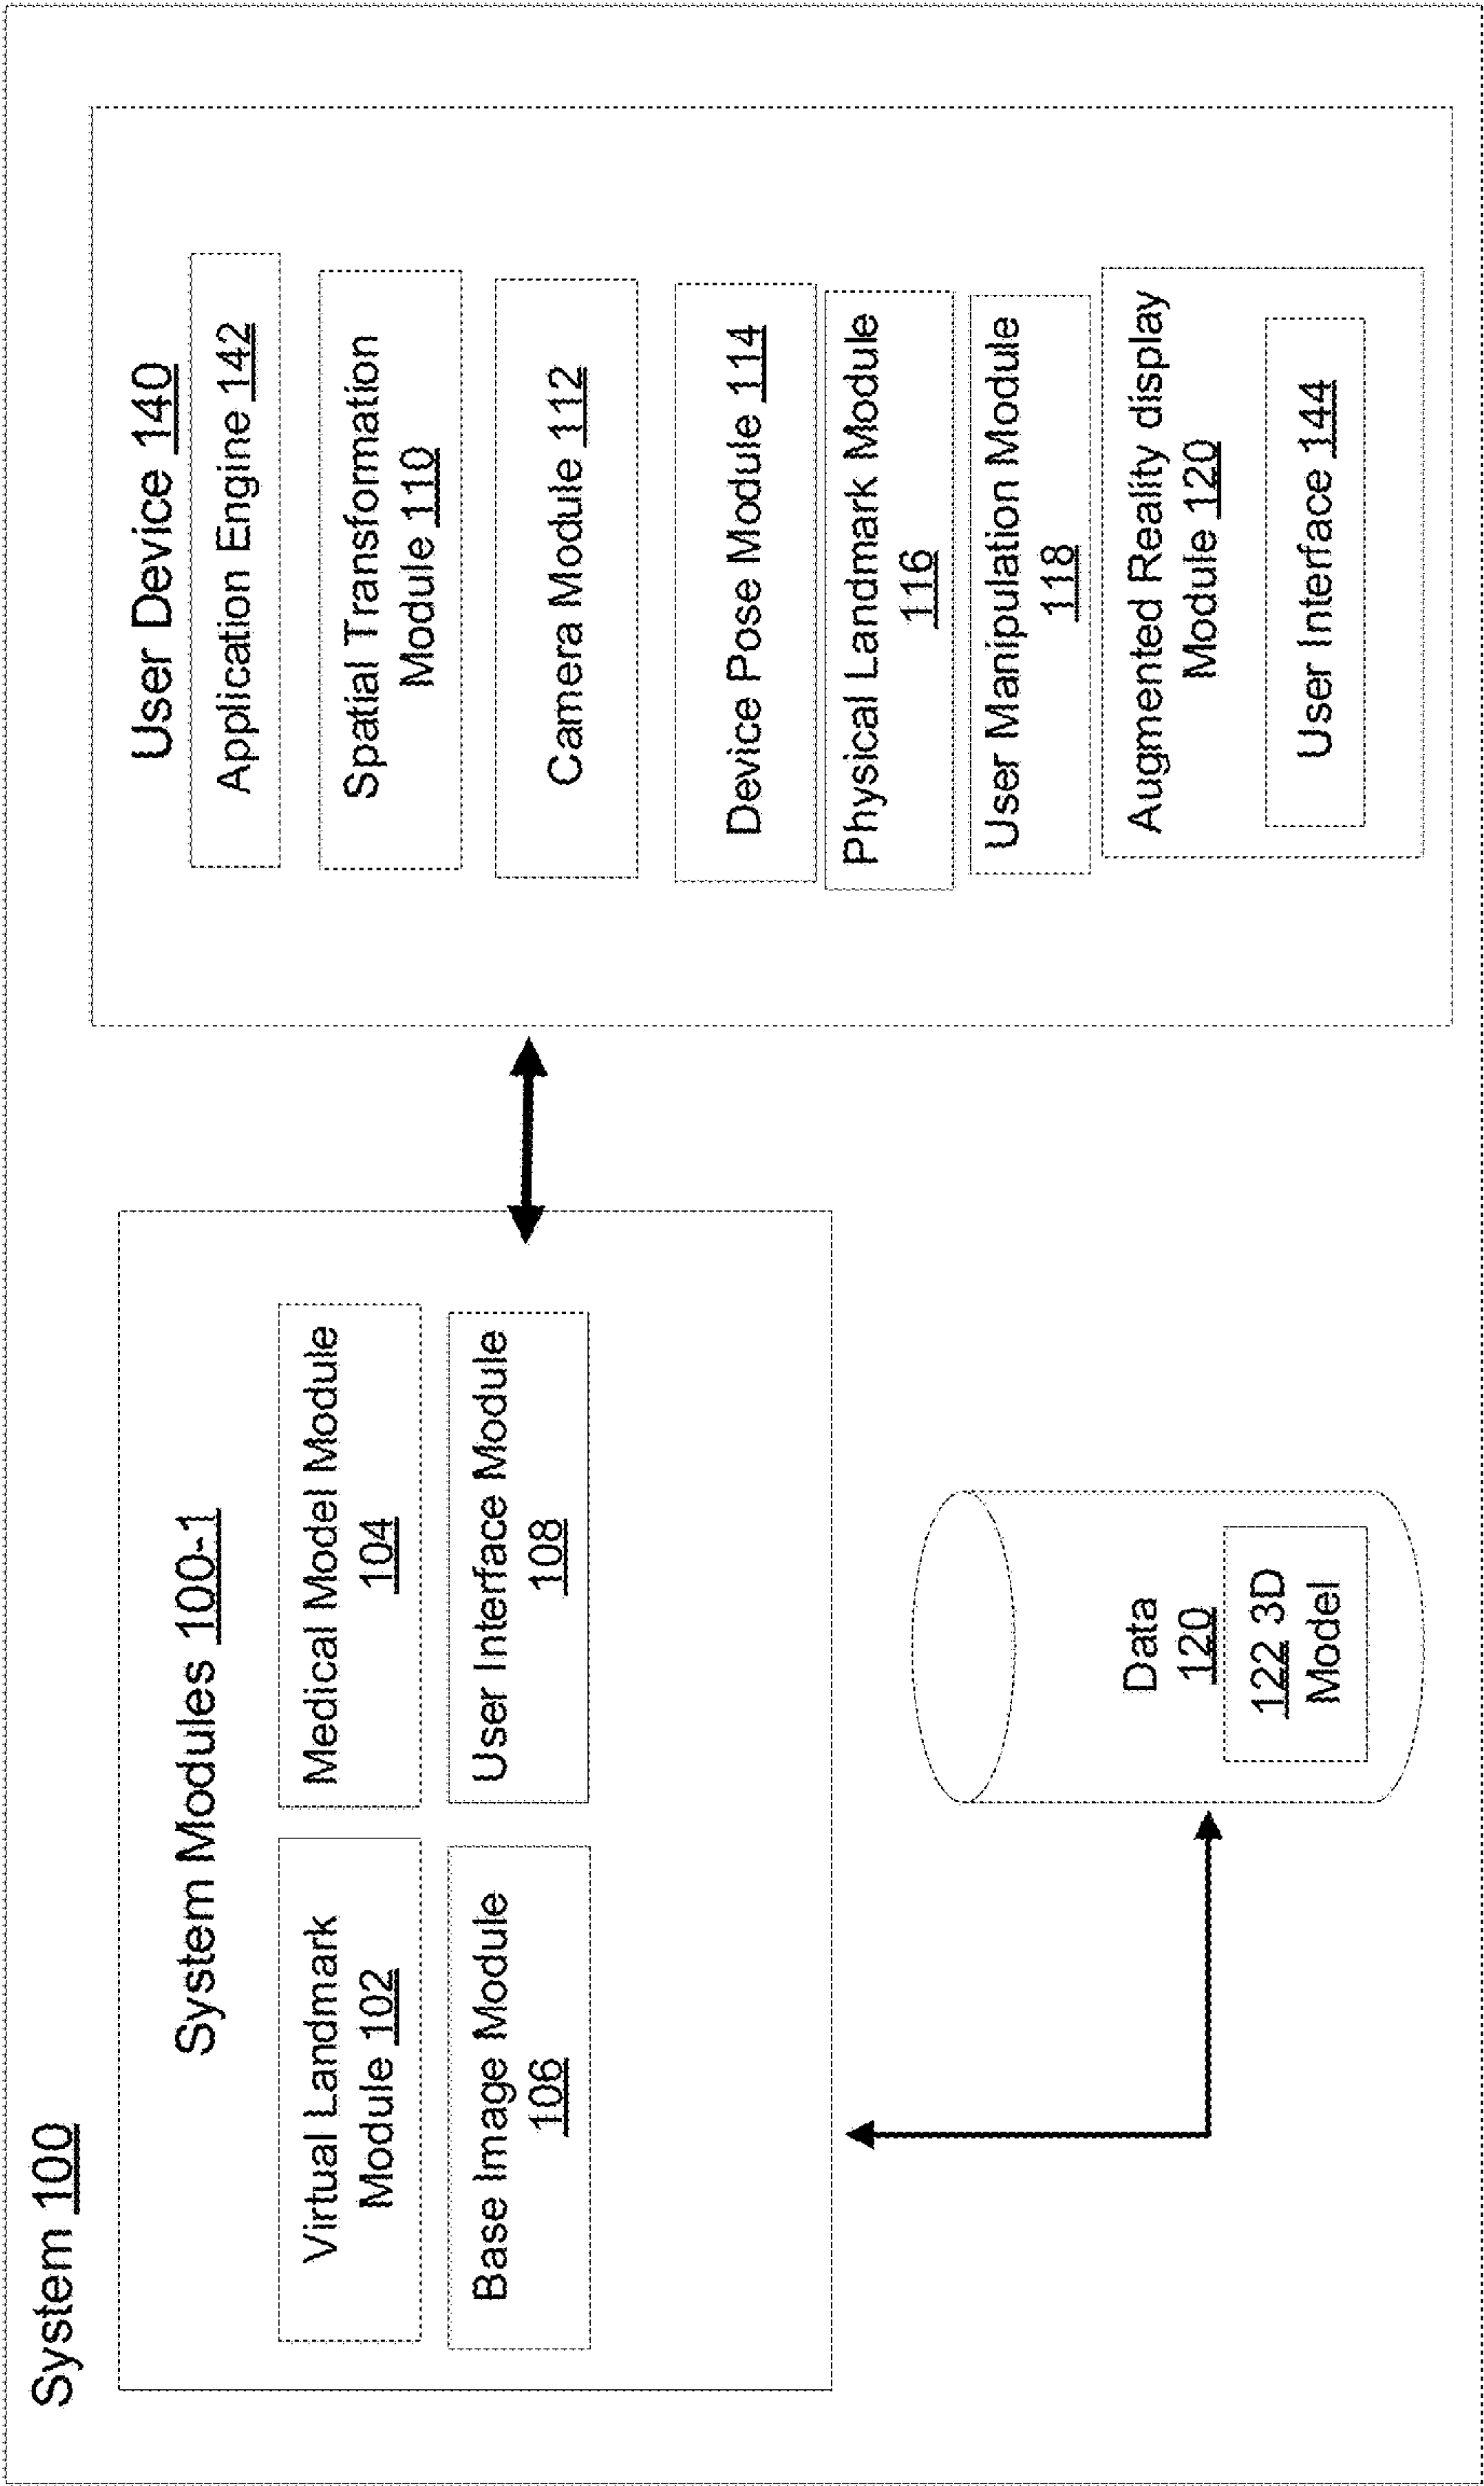 System 100
System Modules 100-1
Virtual Landmark
Module 102
Medical Model Module
104
Base Image Module
106
User Interface Module
108
Data
120
122 3D
Model
User Device 140
Application Engine 142
Spatial Transformation
Module 110
Camera Module 112
Device Pose Module 114
Physical Landmark Module
116
User Manipulation Module
118
Augmented Reality display
Module 120
User Interface 144